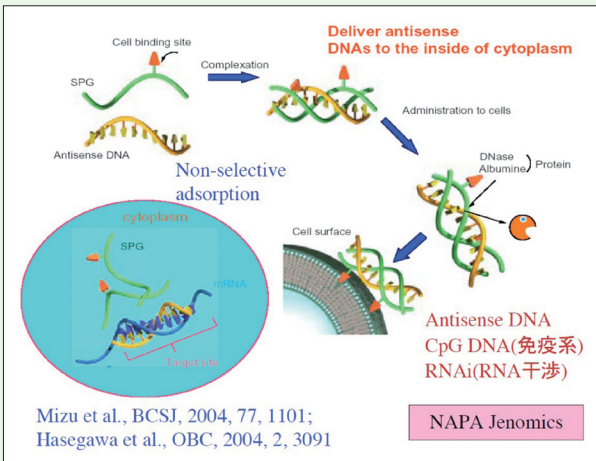 Cell binding site
Deliver antisense
DNAs to the inside of cytoplasm
Complexation
SPG
Administration to cells
Antisense DNA
Non-selective
adsorption
DNase
Albumine
Protein
cytoplasm
SPG
Cell surface
mRNA
Target site
Antisense DNA
CpG DNA(免疫系)
RNAi(RNA干渉)
Mizu et al., BCSJ, 2004, 77, 1101;
Hasegawa et al., OBC, 2004, 2, 3091
NAPA Jenomics